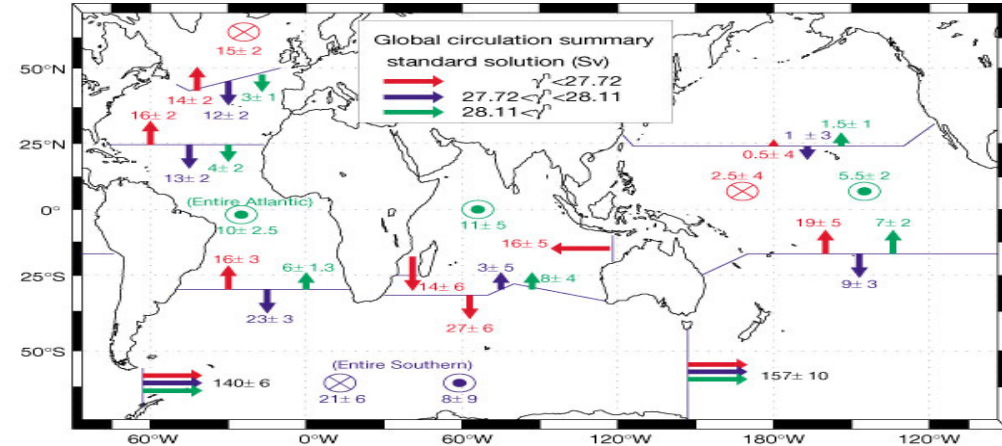 Global circulation summary
standard solution (Sv)
γⁿ<27.72
27.72<γⁿ<28.11
28.11<γⁿ
50°N
25°N
0°
25°S
50°S
15± 2
14± 2
12± 2
3± 1
16± 2
13± 2
4± 2
(Entire Atlantic)
10± 2.5
16± 3
6± 1.3
23± 3
11± 5
16± 5
14± 6
3± 5
8± 4
27± 6
1.5± 1
1 ± 3
0.5± 4
2.5± 4
5.5± 2
19± 5
7± 2
9± 3
140± 6
(Entire Southern)
21± 6
8± 9
157± 10
60°W
0°W
60°W
120°W
180°W
120°W
60°W